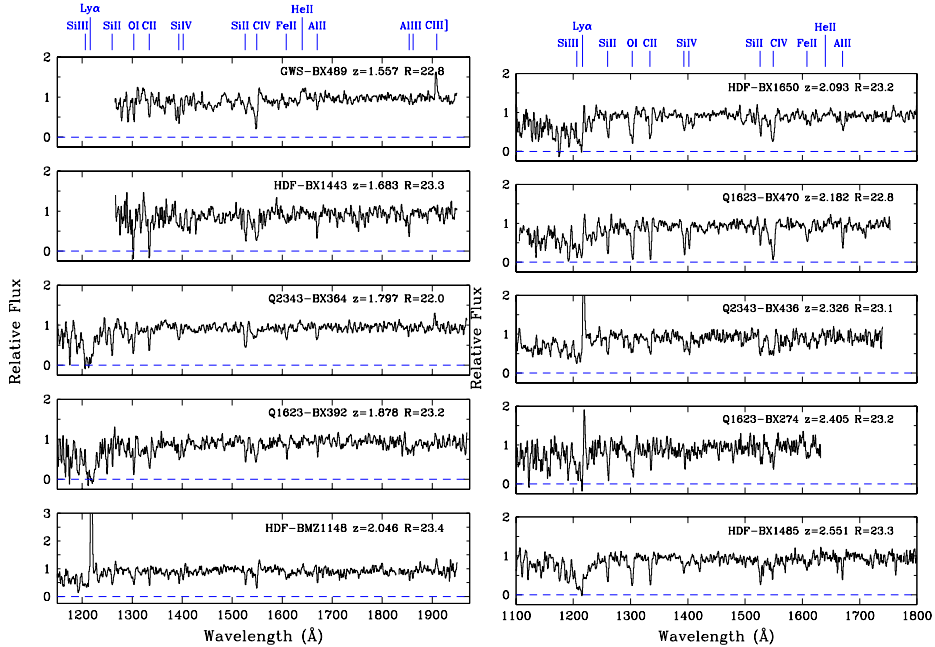 Lyα HeII
SiIII SiII OI CII SiIV SiII CIV FeII AlII AlIII CIII]
GWS-BX489 z=1.557 R=22.8
2
1
0
HDF-BX1443 z=1.683 R=23.3
2
1
0
Q2343-BX364 z=1.797 R=22.0
2
1
0
Q1623-BX392 z=1.878 R=23.2
2
1
0
HDF-BMZ1148 z=2.046 R=23.4
3
2
1
0
1200 1300 1400 1500 1600 1700 1800 1900
Wavelength (Å)
Relative Flux
Lyα HeII
SiIII SiII OI CII SiIV SiII CIV FeII AlII
HDF-BX1650 z=2.093 R=23.2
2
1
0
Q1623-BX470 z=2.182 R=22.8
2
1
0
Q2343-BX436 z=2.326 R=23.1
2
1
0
Q1623-BX274 z=2.405 R=23.2
2
1
0
HDF-BX1485 z=2.551 R=23.3
2
1
0
1100 1200 1300 1400 1500 1600 1700 1800
Wavelength (Å)
Relative Flux